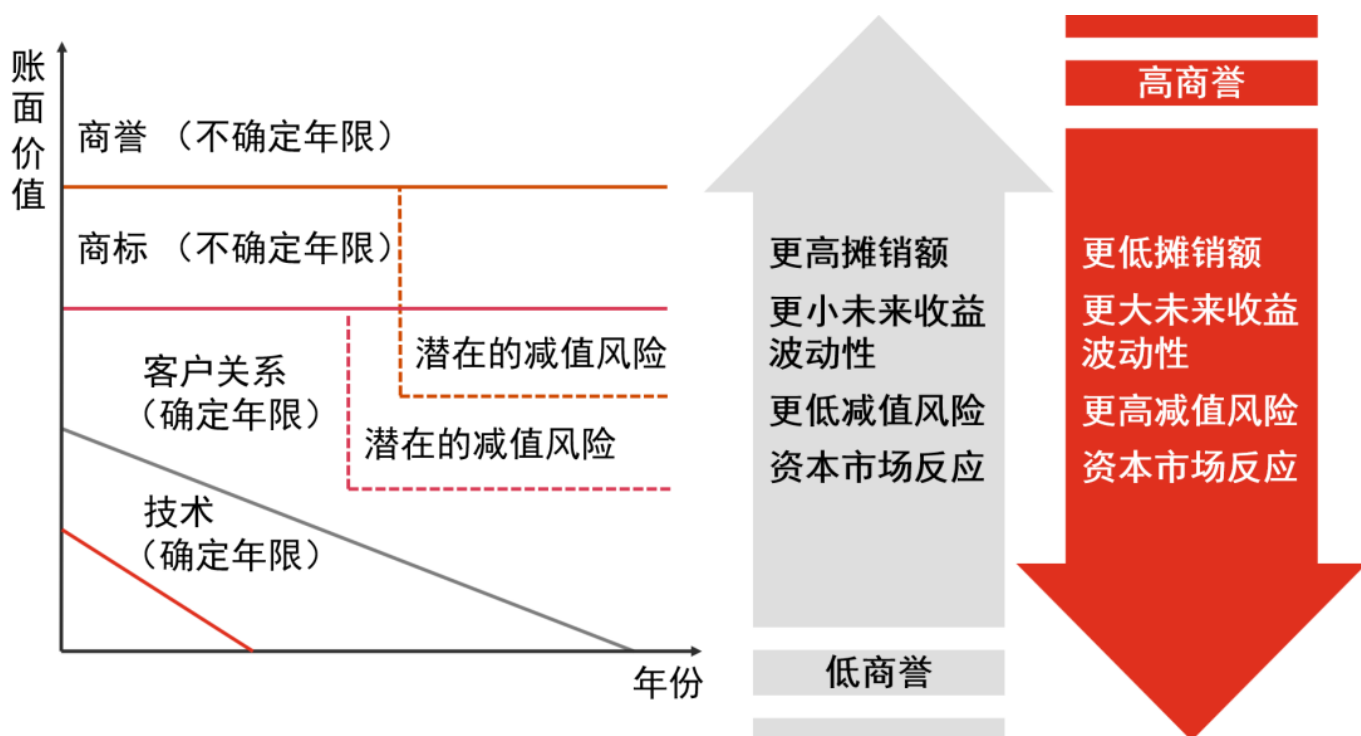 账面价值
商誉 （不确定年限）
商标 （不确定年限）
潜在的减值风险
客户关系
（确定年限）
潜在的减值风险
技术
（确定年限）
年份
更高摊销额
更小未来收益
波动性
更低减值风险
资本市场反应
低商誉
高商誉
更低摊销额
更大未来收益
波动性
更高减值风险
资本市场反应